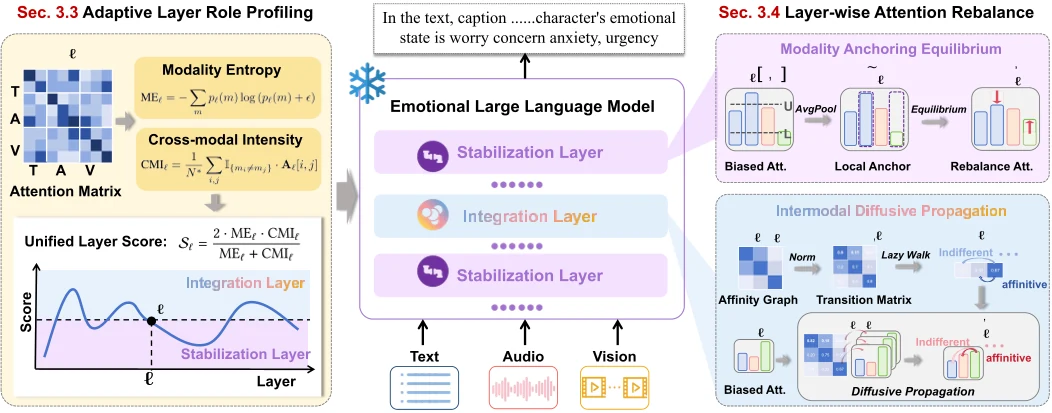 Sec. 3.3 Adaptive Layer Role Profiling
ℓ
T
A
V
T A V
Attention Matrix
Modality Entropy
MEℓ = − ∑m pℓ(m) log (pℓ(m) + ϵ)
Cross-modal Intensity
CMIℓ = 1/N* ∑i,j 𝕀{mi≠mj} · Aℓ[i, j]
Unified Layer Score: 𝒮ℓ = 2 · MEℓ · CMIℓ / MEℓ + CMIℓ
Score
Integration Layer
ℓ
Stabilization Layer
ℓ
Layer
In the text, caption ......character's emotional
state is worry concern anxiety, urgency
Emotional Large Language Model
Stabilization Layer
Integration Layer
Stabilization Layer
Text
Audio
Vision
Sec. 3.4 Layer-wise Attention Rebalance
Modality Anchoring Equilibrium
ℓ[ , ]
~ ℓ
' ℓ
U
L
AvgPool
Equilibrium
Biased Att.
Local Anchor
Rebalance Att.
Intermodal Diffusive Propagation
ℓ ℓ
,ℓ
ℓ
Norm
Lazy Walk
Indifferent
affinitive
Affinity Graph
Transition Matrix
ℓ
ℓ ℓ
' ℓ
Indifferent
affinitive
Biased Att.
Diffusive Propagation